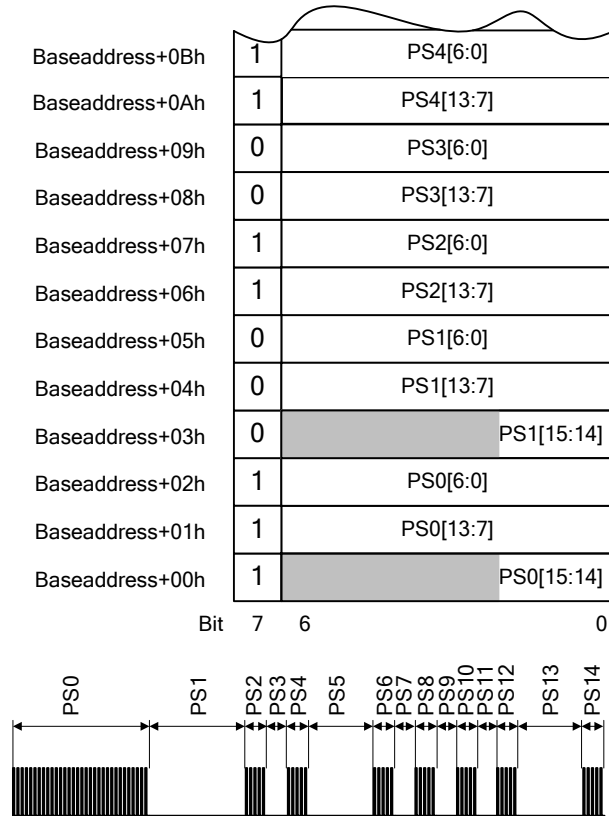 Baseaddress+0Bh 1 PS4[6:0]
Baseaddress+0Ah 1 PS4[13:7]
Baseaddress+09h 0 PS3[6:0]
Baseaddress+08h 0 PS3[13:7]
Baseaddress+07h 1 PS2[6:0]
Baseaddress+06h 1 PS2[13:7]
Baseaddress+05h 0 PS1[6:0]
Baseaddress+04h 0 PS1[13:7]
Baseaddress+03h 0 PS1[15:14]
Baseaddress+02h 1 PS0[6:0]
Baseaddress+01h 1 PS0[13:7]
Baseaddress+00h 1 PS0[15:14]
Bit 7 6 0
PS0 PS1 PS2 PS3 PS4 PS5 PS6 PS7 PS8 PS9 PS10 PS11 PS12 PS13 PS14